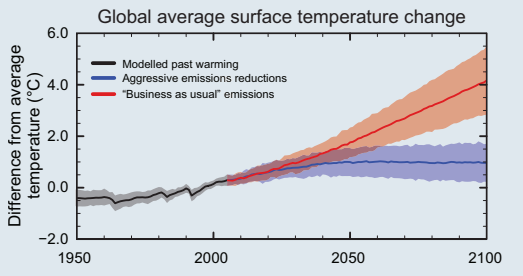 Global average surface temperature change
Difference from average
temperature (°C)
6.0
4.0
2.0
0.0
−2.0
Modelled past warming
Aggressive emissions reductions
“Business as usual” emissions
1950
2000
2050
2100